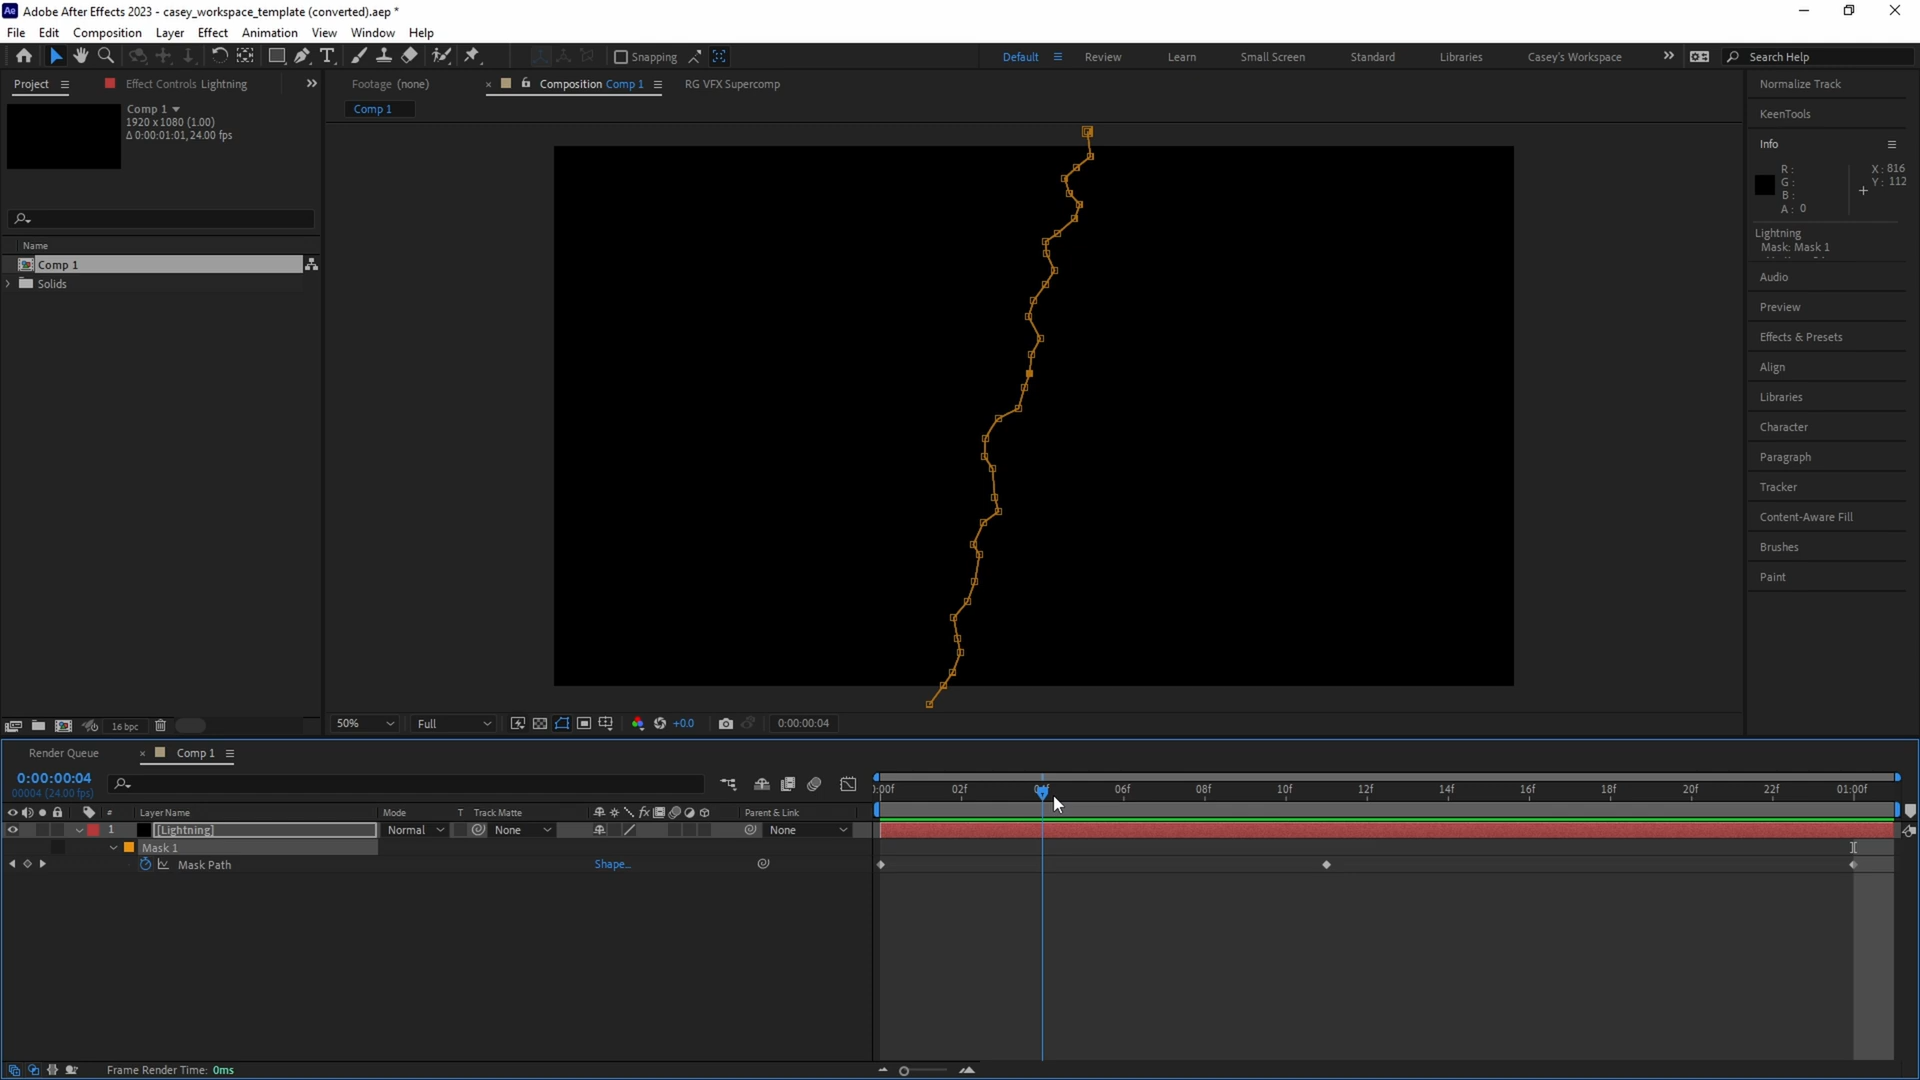 Adobe After Effects 2023 - casey_workspace_template (converted).aep *
File Edit Composition Layer Effect Animation View Window Help
Snapping
Default Review Learn Small Screen Standard Libraries Casey's Workspace Search Help
Project Effect Controls Lightning
Footage (none) Composition Comp 1 RG VFX Supercomp
Comp 1
Comp 1
1920 x 1080 (1.00)
Δ 0:00:01:01, 24.00 fps
Name
Comp 1
Solids
16 bpc
50% Full +0.0 0:00:00:04
Normalize Track
KeenTools
Info
R: X: 816
G: Y: 112
B:
A: 0
Lightning
Mask: Mask 1
Audio
Preview
Effects & Presets
Align
Libraries
Character
Paragraph
Tracker
Content-Aware Fill
Brushes
Paint
Render Queue Comp 1
0:00:00:04
00004 (24.00 fps)
02f 06f 08f 10f 12f 14f 16f 18f 20f 22f 01:00f
# Layer Name Mode T Track Matte Parent & Link
1 [Lightning] Normal None None
Mask 1
Mask Path Shape...
Frame Render Time: 0ms